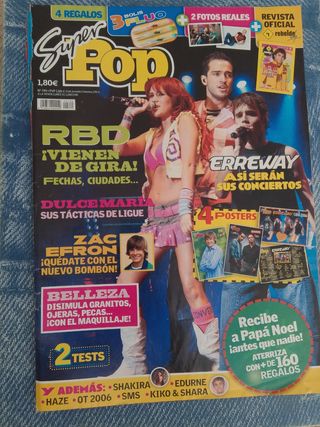 4 REGALOS
3 BOLIS
FLUO
+
2 FOTOS REALES
+
REVISTA
OFICIAL
rebelde
Super
Pop
1,80€
RBD
¡VIENEN
DE GIRA!
FECHAS, CIUDADES...
ERREWAY
ASÍ SERÁN
SUS CONCIERTOS
DULCE MARÍA
SUS TÁCTICAS DE LIGUE
4 PÓSTERS
ZAC
EFRON
¡QUÉDATE CON EL
NUEVO BOMBÓN!
BELLEZA
DISIMULA GRANITOS,
OJERAS, PECAS...
¡CON EL MAQUILLAJE!
2 TESTS
Recibe
a Papá Noel
¡antes que nadie!
ATERRIZA
CON + DE 160
REGALOS
Y ADEMÁS: • SHAKIRA • EDURNE
• HAZE • OT 2006 • SMS • KIKO & SHARA